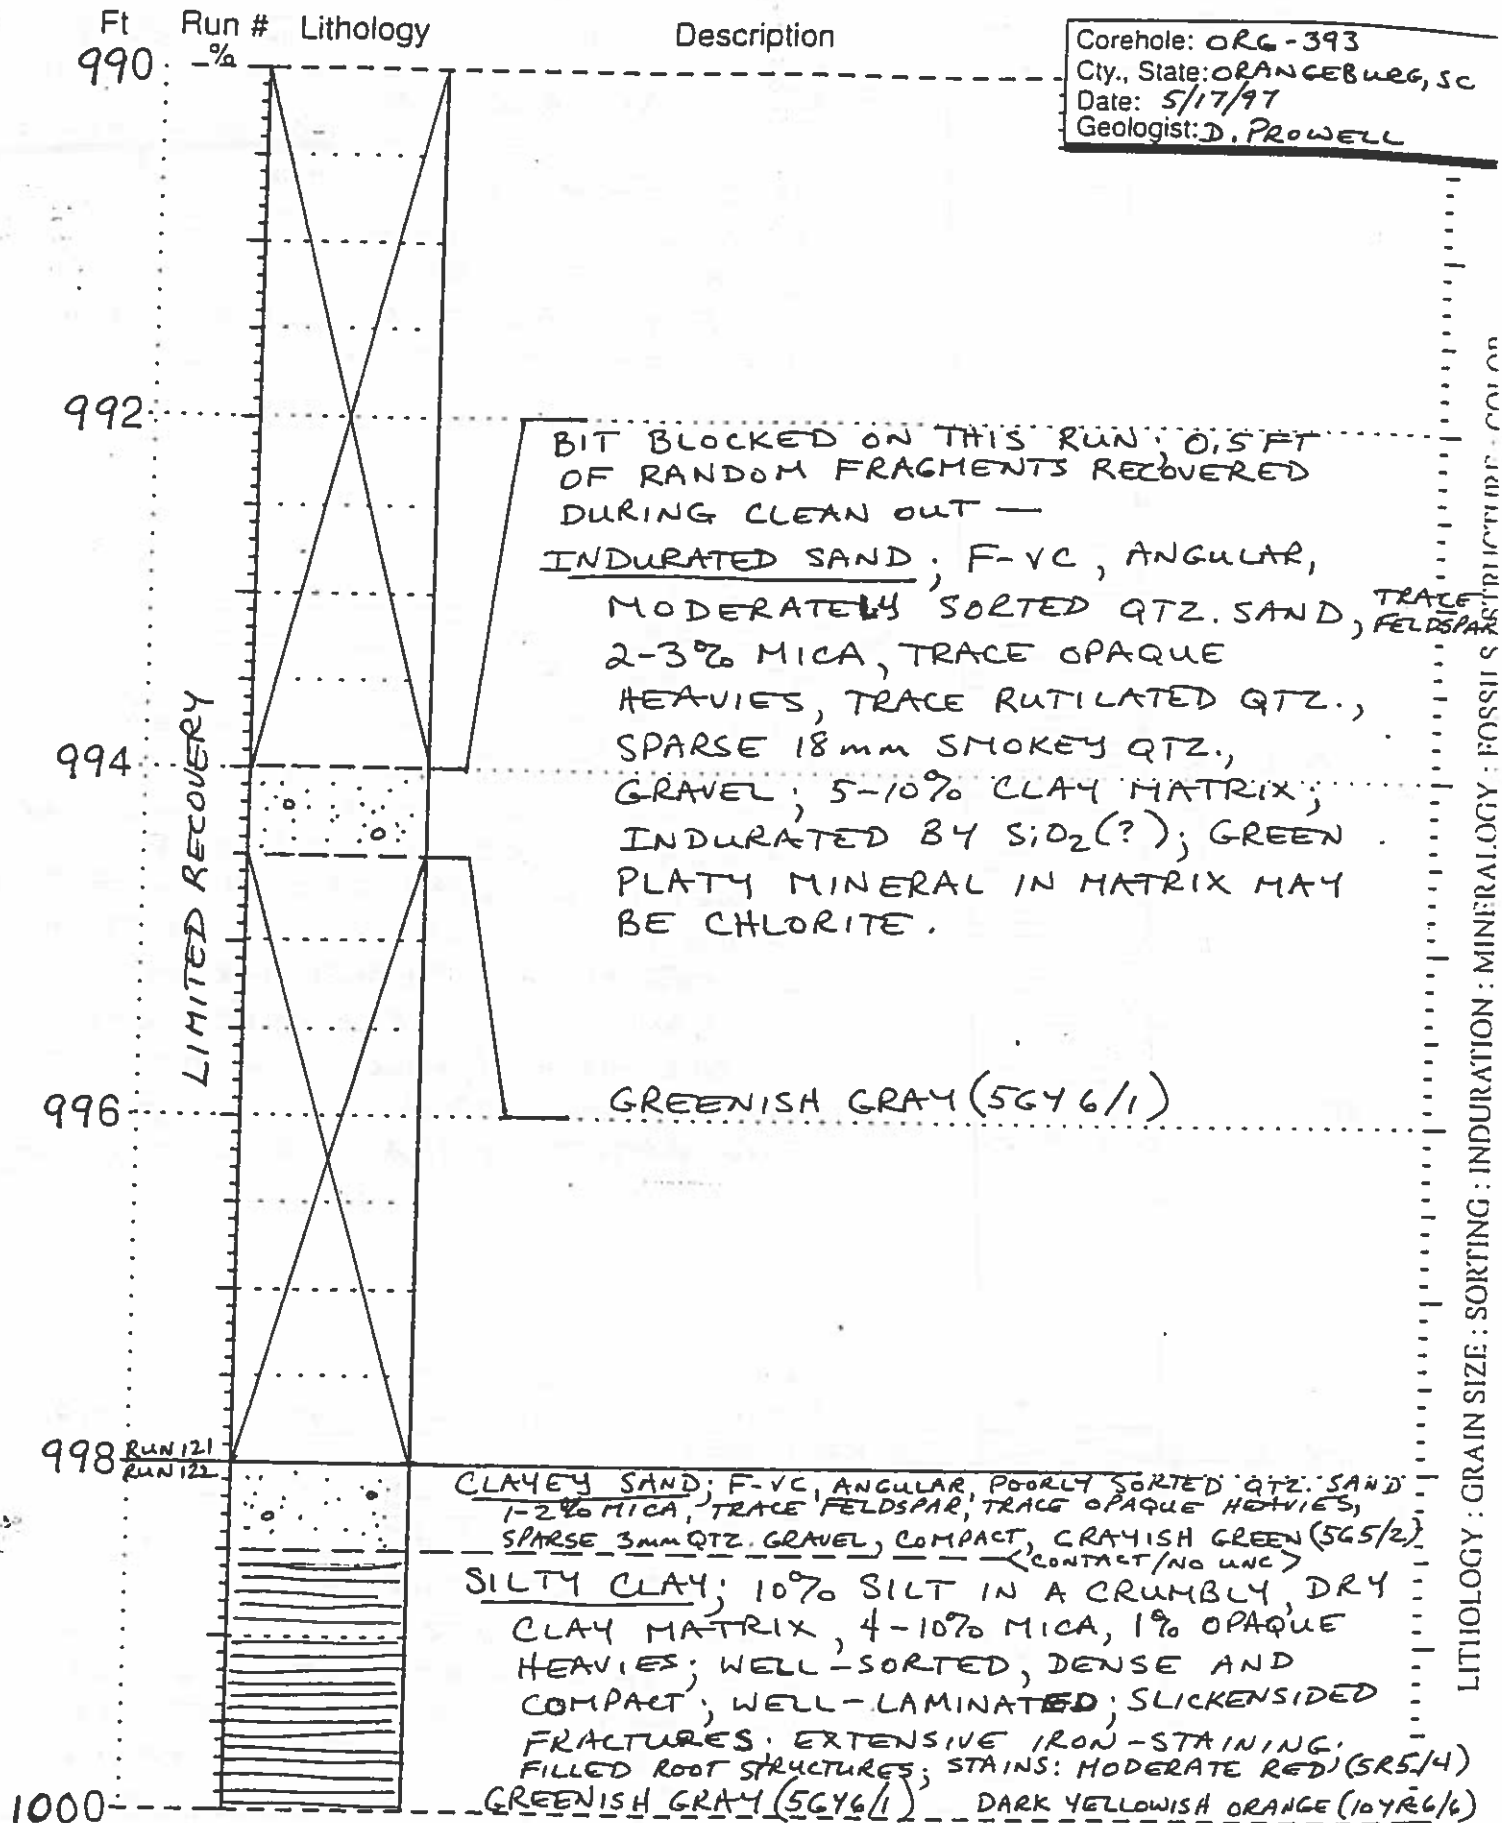 Ft Run # Lithology Description
%
Corehole: ORG-393
Cty., State: ORANGEBURG, SC
Date: 5/17/97
Geologist: D. PROWELL
990
992
BIT BLOCKED ON THIS RUN; 0.5 FT
OF RANDOM FRAGMENTS RECOVERED
DURING CLEAN OUT —
INDURATED SAND; F-VC, ANGULAR,
MODERATELY SORTED QTZ. SAND, TRACE FELDSPAR
2-3% MICA, TRACE OPAQUE
HEAVIES, TRACE RUTILATED QTZ.,
SPARSE 18mm SMOKEY QTZ.,
GRAVEL; 5-10% CLAY MATRIX;
INDURATED BY SiO2(?); GREEN
PLATY MINERAL IN MATRIX MAY
BE CHLORITE.
994
LIMITED RECOVERY
996
GREENISH GRAY (5GY 6/1)
998
RUN 121
RUN 122
CLAYEY SAND; F-VC, ANGULAR, POORLY SORTED QTZ. SAND
1-2% MICA, TRACE FELDSPAR, TRACE OPAQUE HEAVIES,
SPARSE 3mm QTZ. GRAVEL, COMPACT, GRAYISH GREEN (5G5/2)
<CONTACT/NO UNC>
SILTY CLAY; 10% SILT IN A CRUMBLY, DRY
CLAY MATRIX, 4-10% MICA, 1% OPAQUE
HEAVIES; WELL-SORTED, DENSE AND
COMPACT; WELL-LAMINATED; SLICKENSIDED
FRACTURES. EXTENSIVE IRON-STAINING.
FILLED ROOT STRUCTURES; STAINS: MODERATE RED (5R5/4)
GREENISH GRAY (5GY6/1) DARK YELLOWISH ORANGE (10YR6/6)
1000
LITHOLOGY : GRAIN SIZE : SORTING : INDURATION : MINERALOGY : FOSSILS : STRUCTURE : COLOR